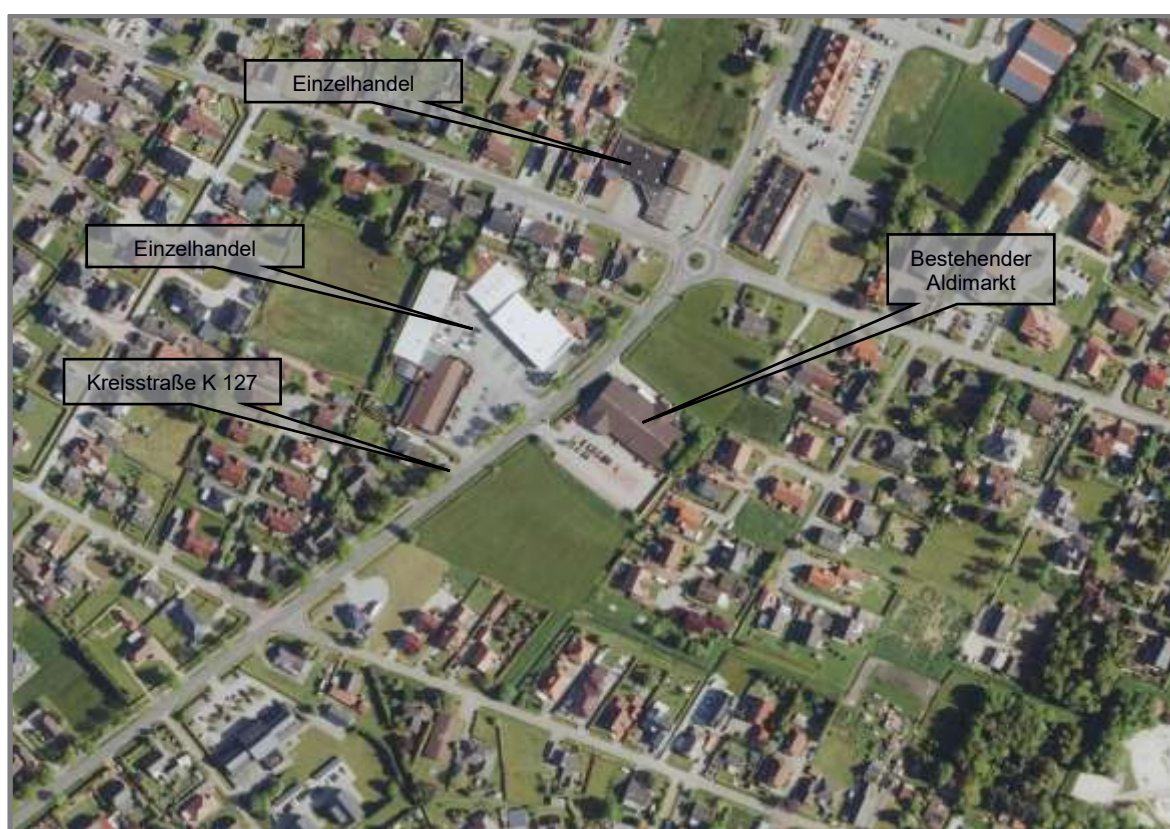 Einzelhandel
Einzelhandel
Bestehender
Aldimarkt
Kreisstraße K 127